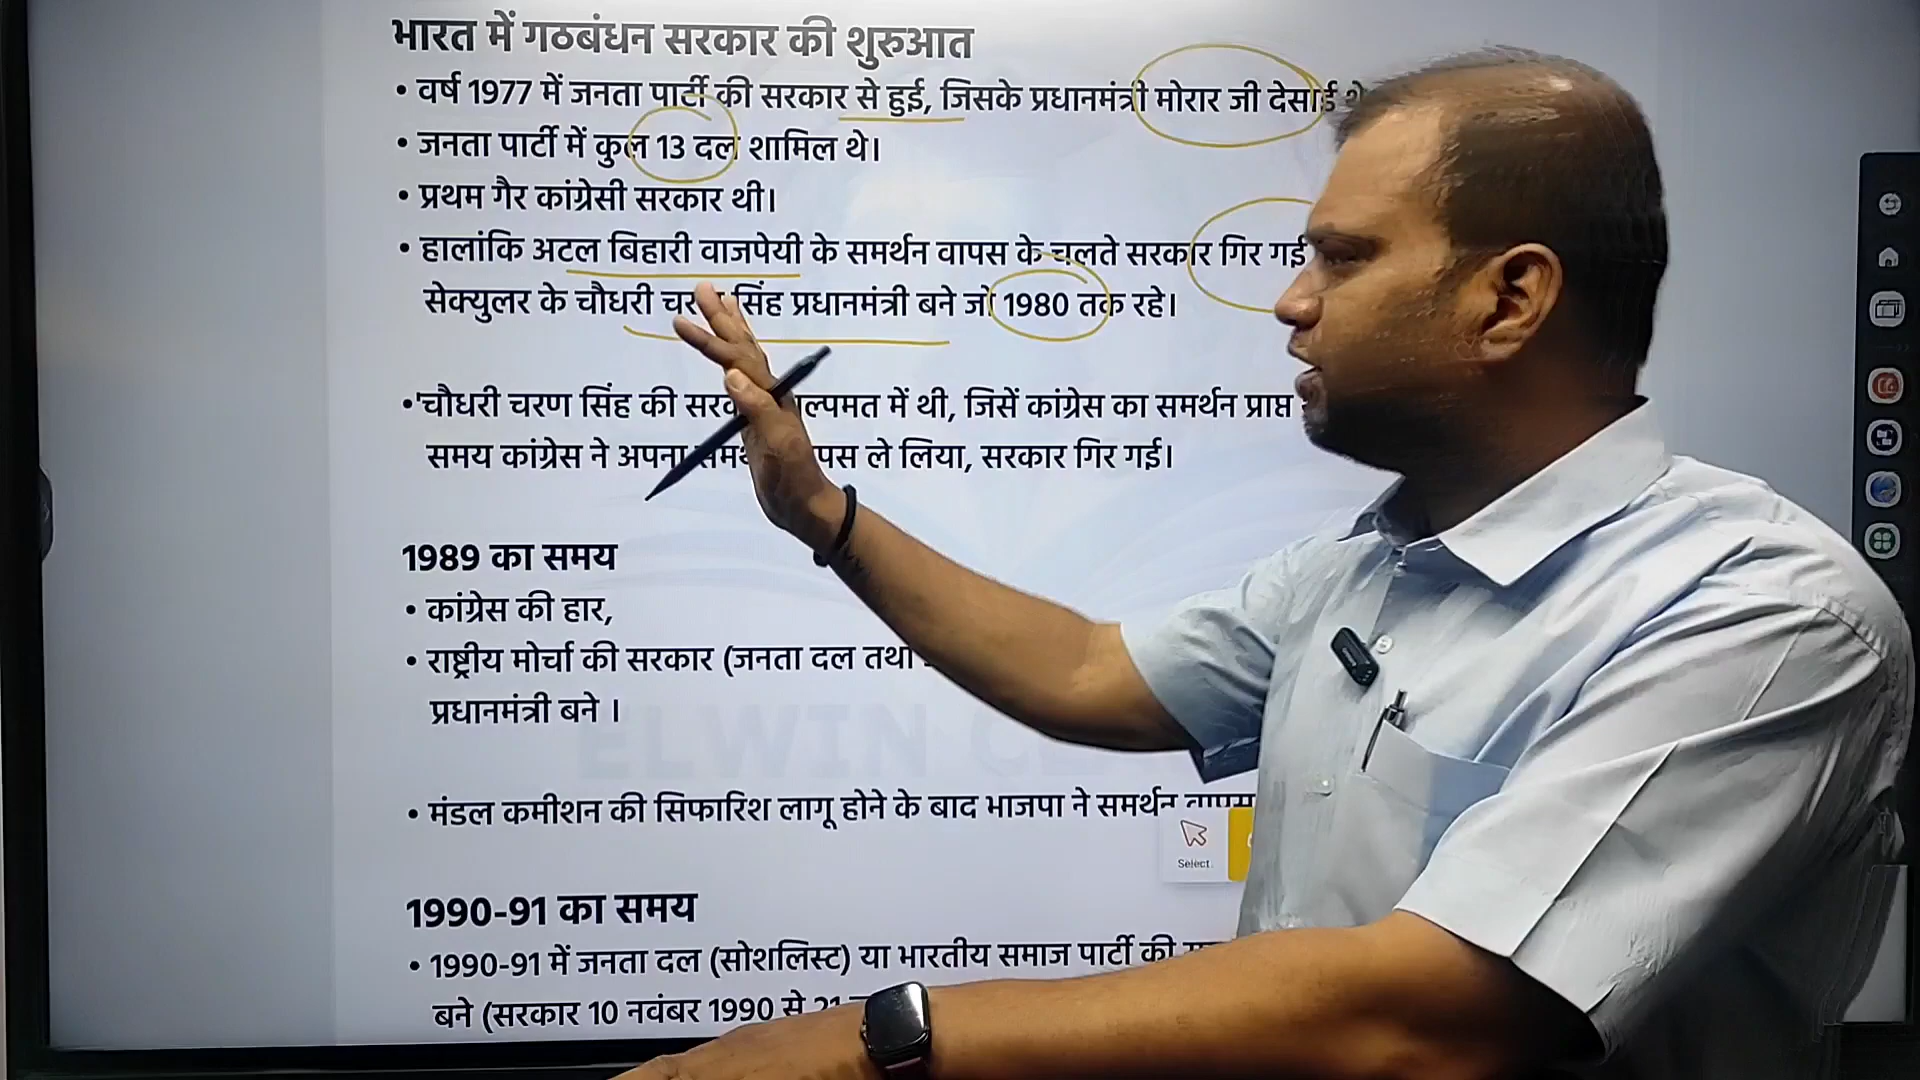 भारत में गठबंधन सरकार की शुरुआत
• वर्ष 1977 में जनता पार्टी की सरकार से हुई, जिसके प्रधानमंत्री मोरार जी देसाई थे
• जनता पार्टी में कुल 13 दल शामिल थे।
• प्रथम गैर कांग्रेसी सरकार थी।
• हालांकि अटल बिहारी वाजपेयी के समर्थन वापस के चलते सरकार गिर गई
सेक्युलर के चौधरी सिंह प्रधानमंत्री बने जो 1980 तक रहे।
•'चौधरी चरण सिंह की में थी, जिसें कांग्रेस का समर्थन प्राप्त
समय कांग्रेस ने अपना ले लिया, सरकार गिर गई।
1989 का समय
• कांग्रेस की हार,
• राष्ट्रीय मोर्चा की सरकार (जनता दल तथा
प्रधानमंत्री बने ।
ELWIN
• मंडल कमीशन की सिफारिश लागू होने के बाद भाजपा ने समर्थन वापस
Select
1990-91 का समय
• 1990-91 में जनता दल (सोशलिस्ट) या भारतीय समाज पार्टी की
बने (सरकार 10 नवंबर 1990 से